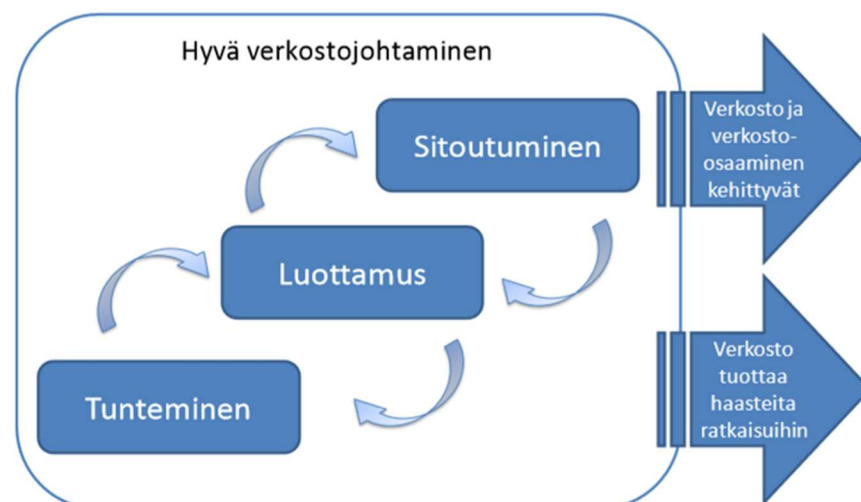 Hyvä verkostojohtaminen
Sitoutuminen
Verkosto ja
verkosto-
osaaminen
kehittyvät
Luottamus
Tunteminen
Verkosto
tuottaa
haasteita
ratkaisuihin